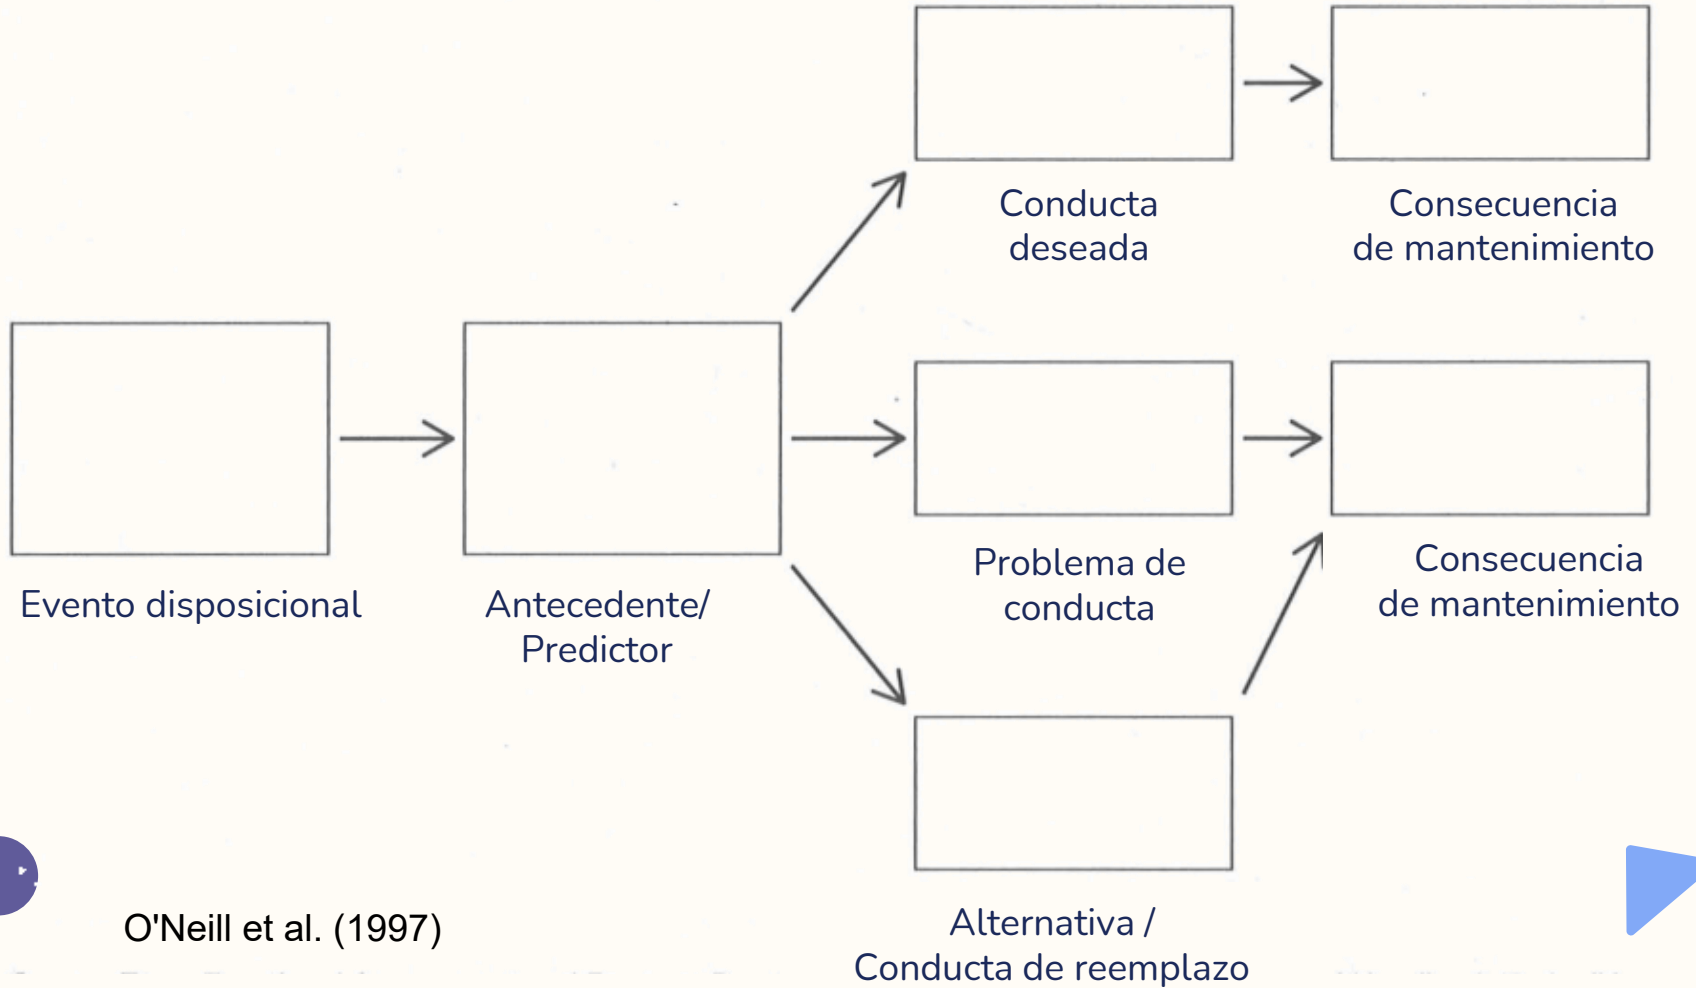 Conducta
deseada
Consecuencia
de mantenimiento
Evento disposicional
Antecedente/
Predictor
Problema de
conducta
Consecuencia
de mantenimiento
Alternativa /
Conducta de reemplazo
O'Neill et al. (1997)